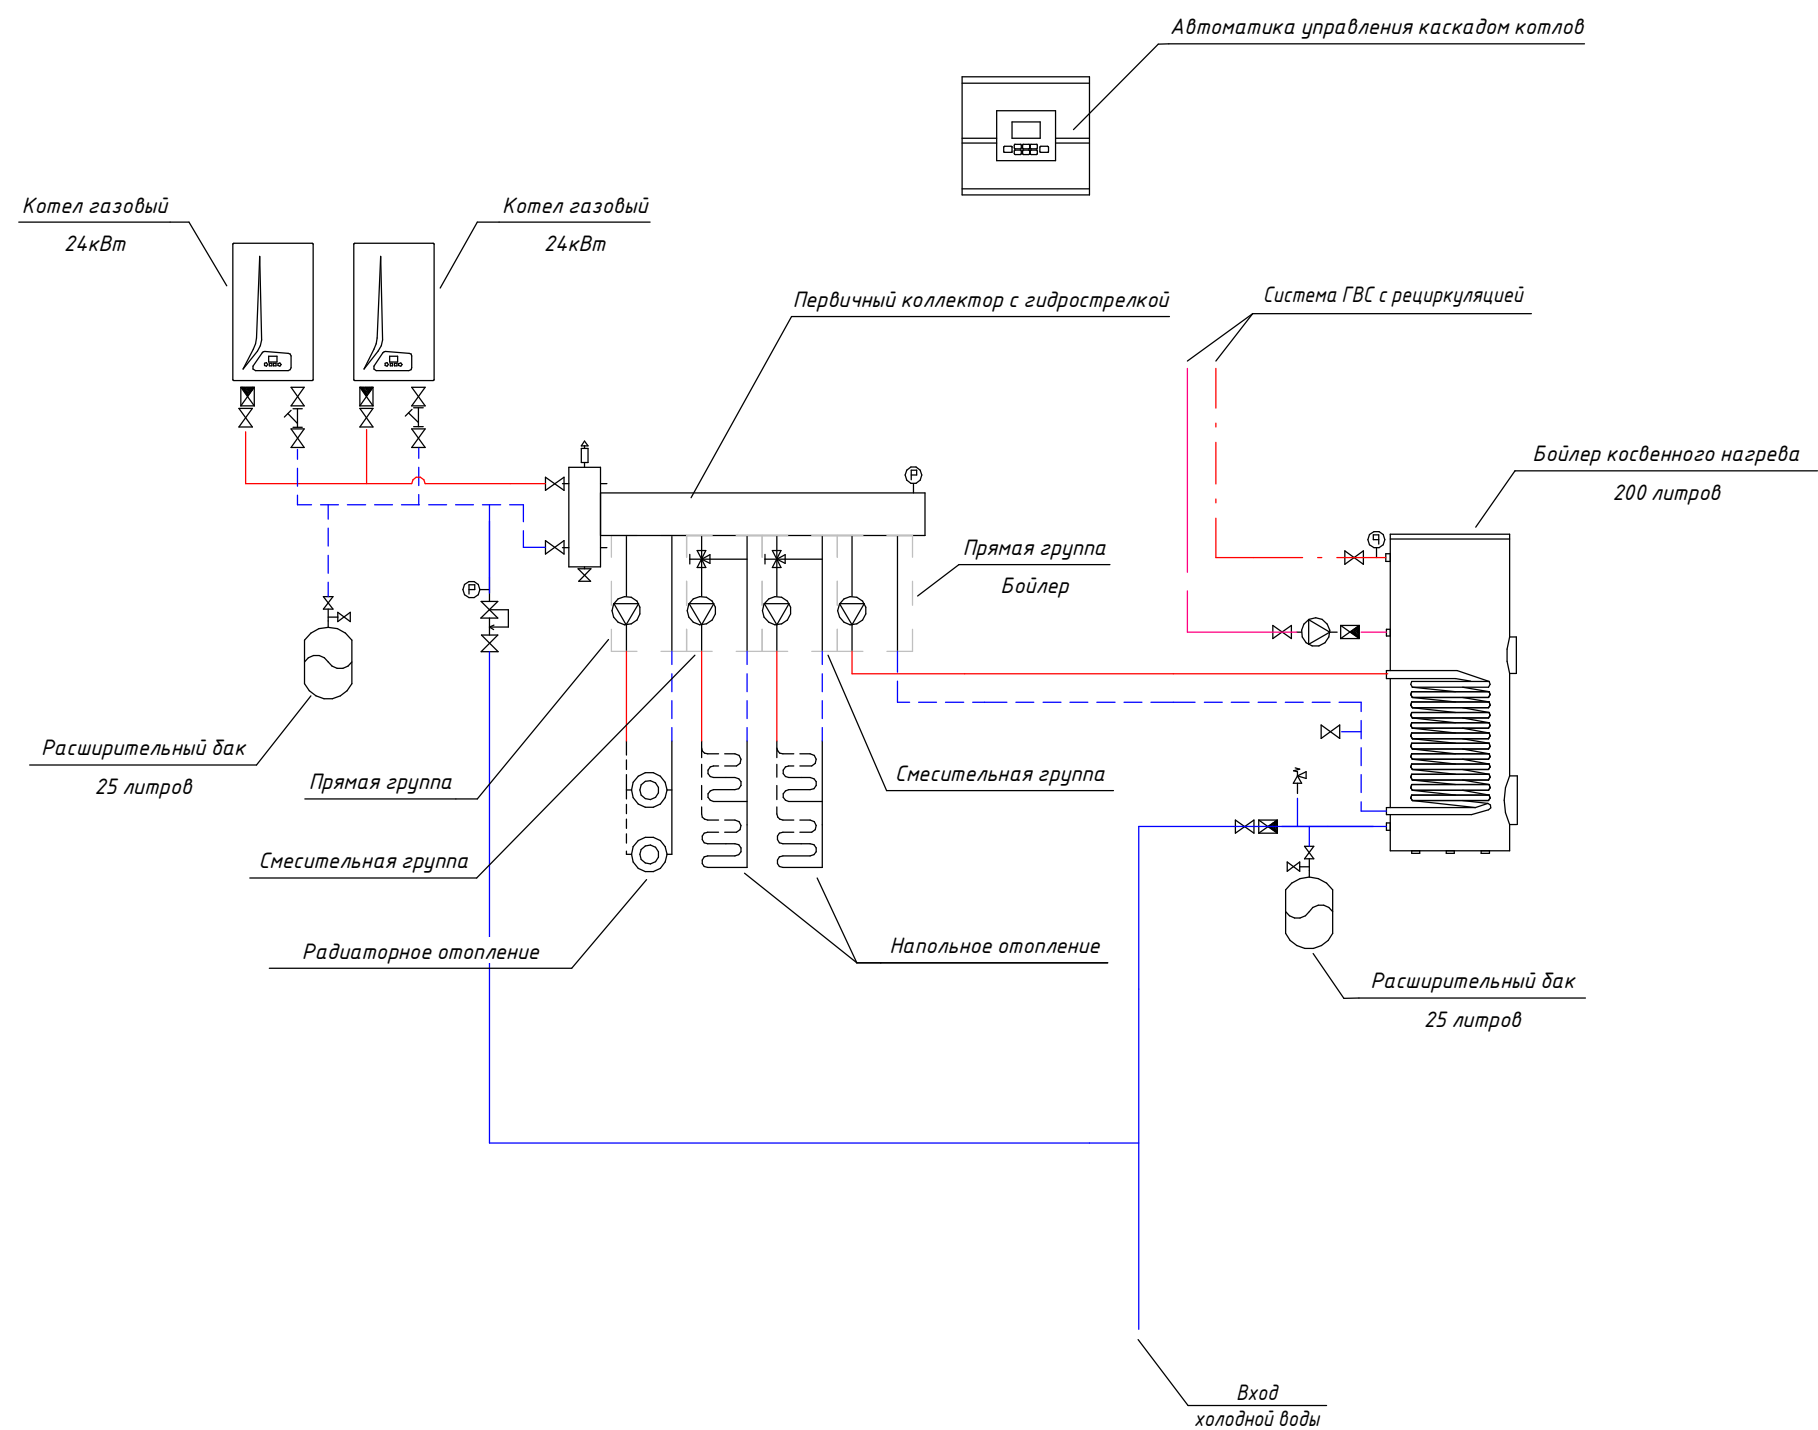 Автоматика управления каскадом котлов
Котел газовый
24кВт
Котел газовый
24кВт
Первичный коллектор с гидрострелкой
Система ГВС с рециркуляцией
Бойлер косвенного нагрева
200 литров
P
P
Прямая группа
Бойлер
P
Расширительный бак
25 литров
Прямая группа
Смесительная группа
Смесительная группа
Радиаторное отопление
Напольное отопление
Расширительный бак
25 литров
Вход
холодной воды